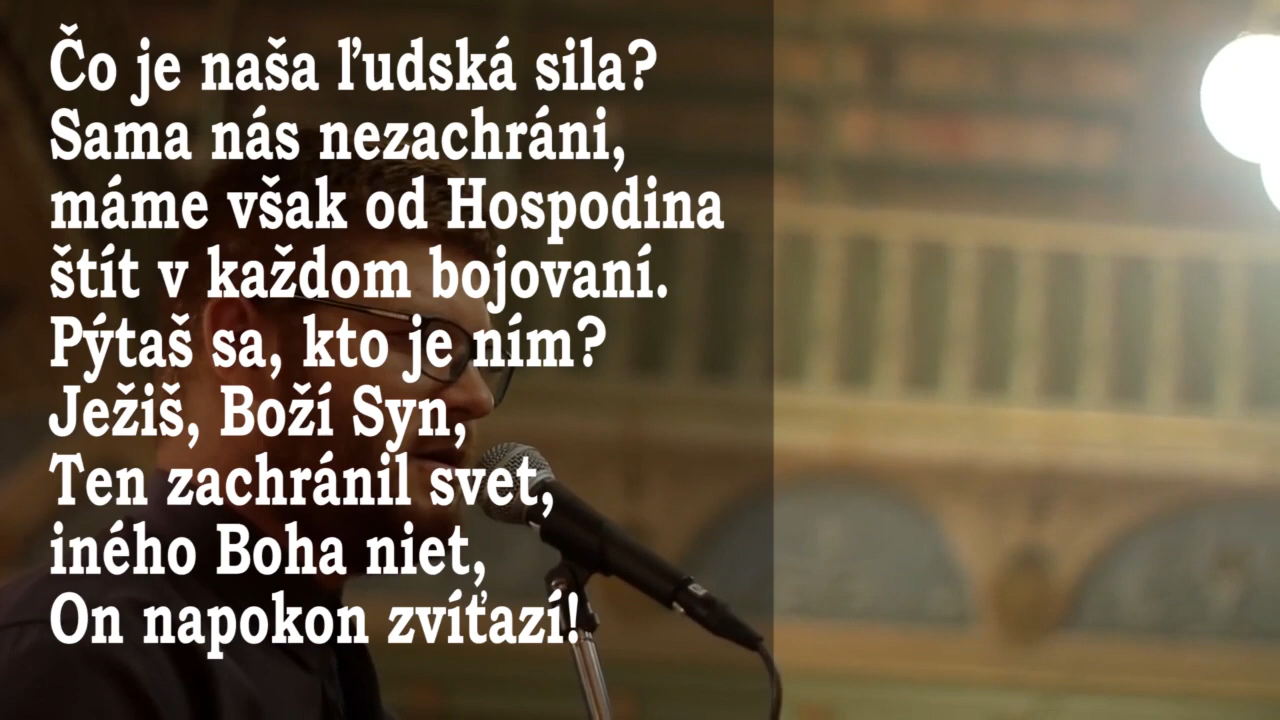 Čo je naša ľudská sila?
Sama nás nezachráni,
máme však od Hospodina
štít v každom bojovaní.
Pýtaš sa, kto je ním?
Ježiš, Boží Syn,
Ten zachránil svet,
iného Boha niet,
On napokon zvíťazí!